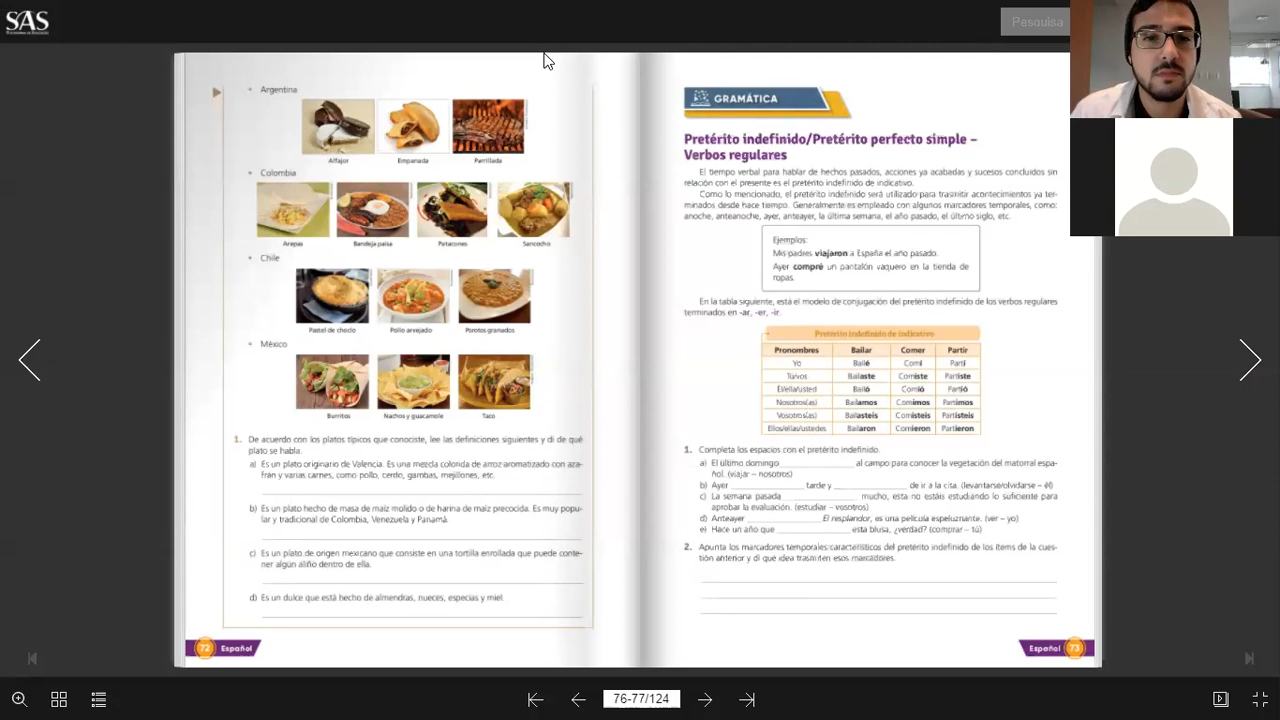 SAS
Pesquisa
Argentina
Alfajor Empanada Parrillada
Colombia
Arepas Bandeja paisa Patacones Sancocho
Chile
Pastel de choclo Pollo arvejado Porotos granados
México
Burritos Nachos y guacamole Taco
1. De acuerdo con los platos típicos que conociste, lee las definiciones siguientes y di de qué
plato se habla.
a) Es un plato originario de Valencia. Es una mezcla colorida de arroz aromatizado con aza-
frán y varias carnes, como pollo, cerdo, gambas, mejillones, etc.
b) Es un plato hecho de masa de maíz molido o de harina de maíz precocida. Es muy popu-
lar y tradicional de Colombia, Venezuela y Panamá.
c) Es un plato de origen mexicano que consiste en una tortilla enrollada que puede conte-
ner algún aliño dentro de ella.
d) Es un dulce que está hecho de almendras, nueces, especias y miel.
72 Español
GRAMÁTICA
Pretérito indefinido/Pretérito perfecto simple –
Verbos regulares
El tiempo verbal para hablar de hechos pasados, acciones ya acabadas y sucesos concluidos sin
relación con el presente es el pretérito indefinido de indicativo.
Como lo mencionado, el pretérito indefinido será utilizado para trasmitir acontecimientos ya ter-
minados desde hace tiempo. Generalmente es empleado con algunos marcadores temporales, como:
anoche, anteanoche, ayer, anteayer, la última semana, el año pasado, el último siglo, etc.
Ejemplos:
Mis padres viajaron a España el año pasado.
Ayer compré un pantalón vaquero en la tienda de
ropas.
En la tabla siguiente, está el modelo de conjugación del pretérito indefinido de los verbos regulares
terminados en -ar, -er, -ir.
Pretérito indefinido de indicativo
Pronombres Bailar Comer Partir
Yo Bailé Comí Partí
Tú/vos Bailaste Comiste Partiste
Él/ella/usted Bailó Comió Partió
Nosotros(as) Bailamos Comimos Partimos
Vosotros(as) Bailasteis Comisteis Partisteis
Ellos/ellas/ustedes Bailaron Comieron Partieron
1. Completa los espacios con el pretérito indefinido.
a) El último domingo ____________ al campo para conocer la vegetación del matorral espa-
ñol. (viajar – nosotros)
b) Ayer ____________ tarde y ____________ de ir a la cita. (levantarse/olvidarse – él)
c) La semana pasada ____________ mucho, esta no estáis estudiando lo suficiente para
aprobar la evaluación. (estudiar – vosotros)
d) Anteayer ____________ El resplandor, es una película espeluznante. (ver – yo)
e) Hace un año que ____________ esta blusa, ¿verdad? (comprar – tú)
2. Apunta los marcadores temporales característicos del pretérito indefinido de los ítems de la cues-
tión anterior y di qué idea trasmiten esos marcadores.
Español 73
76-77/124